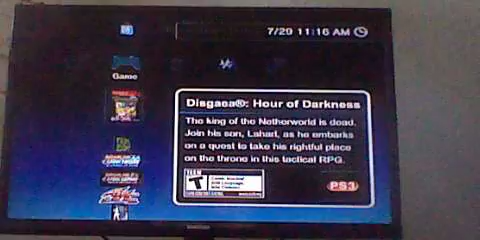 7/29 11:16 AM
Game
Disgaea®: Hour of Darkness
The king of the Netherworld is dead.
Join his son, Laharl, as he embarks
on a quest to take his rightful place
on the throne in this tactical RPG.
TEEN
T
PS3